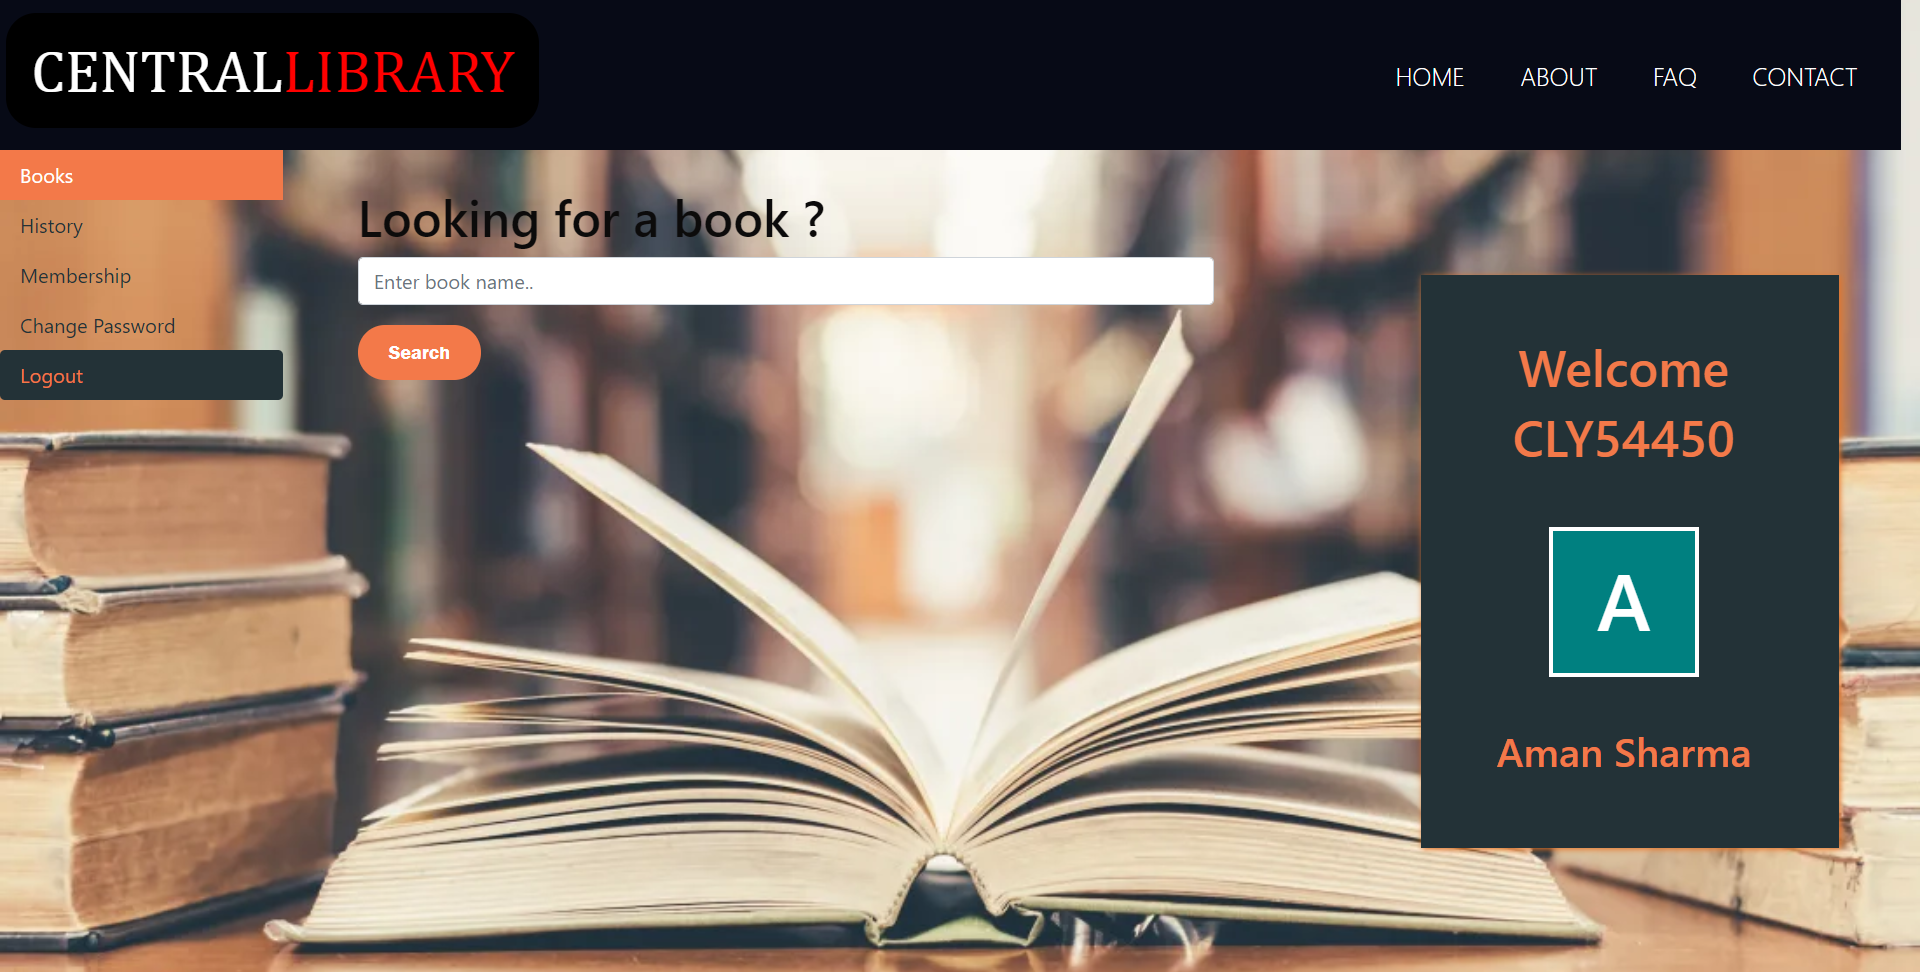 CENTRALLIBRARY
HOME ABOUT FAQ CONTACT
Books
History
Membership
Change Password
Logout
Looking for a book ?
Enter book name..
Search
Welcome
CLY54450
A
Aman Sharma